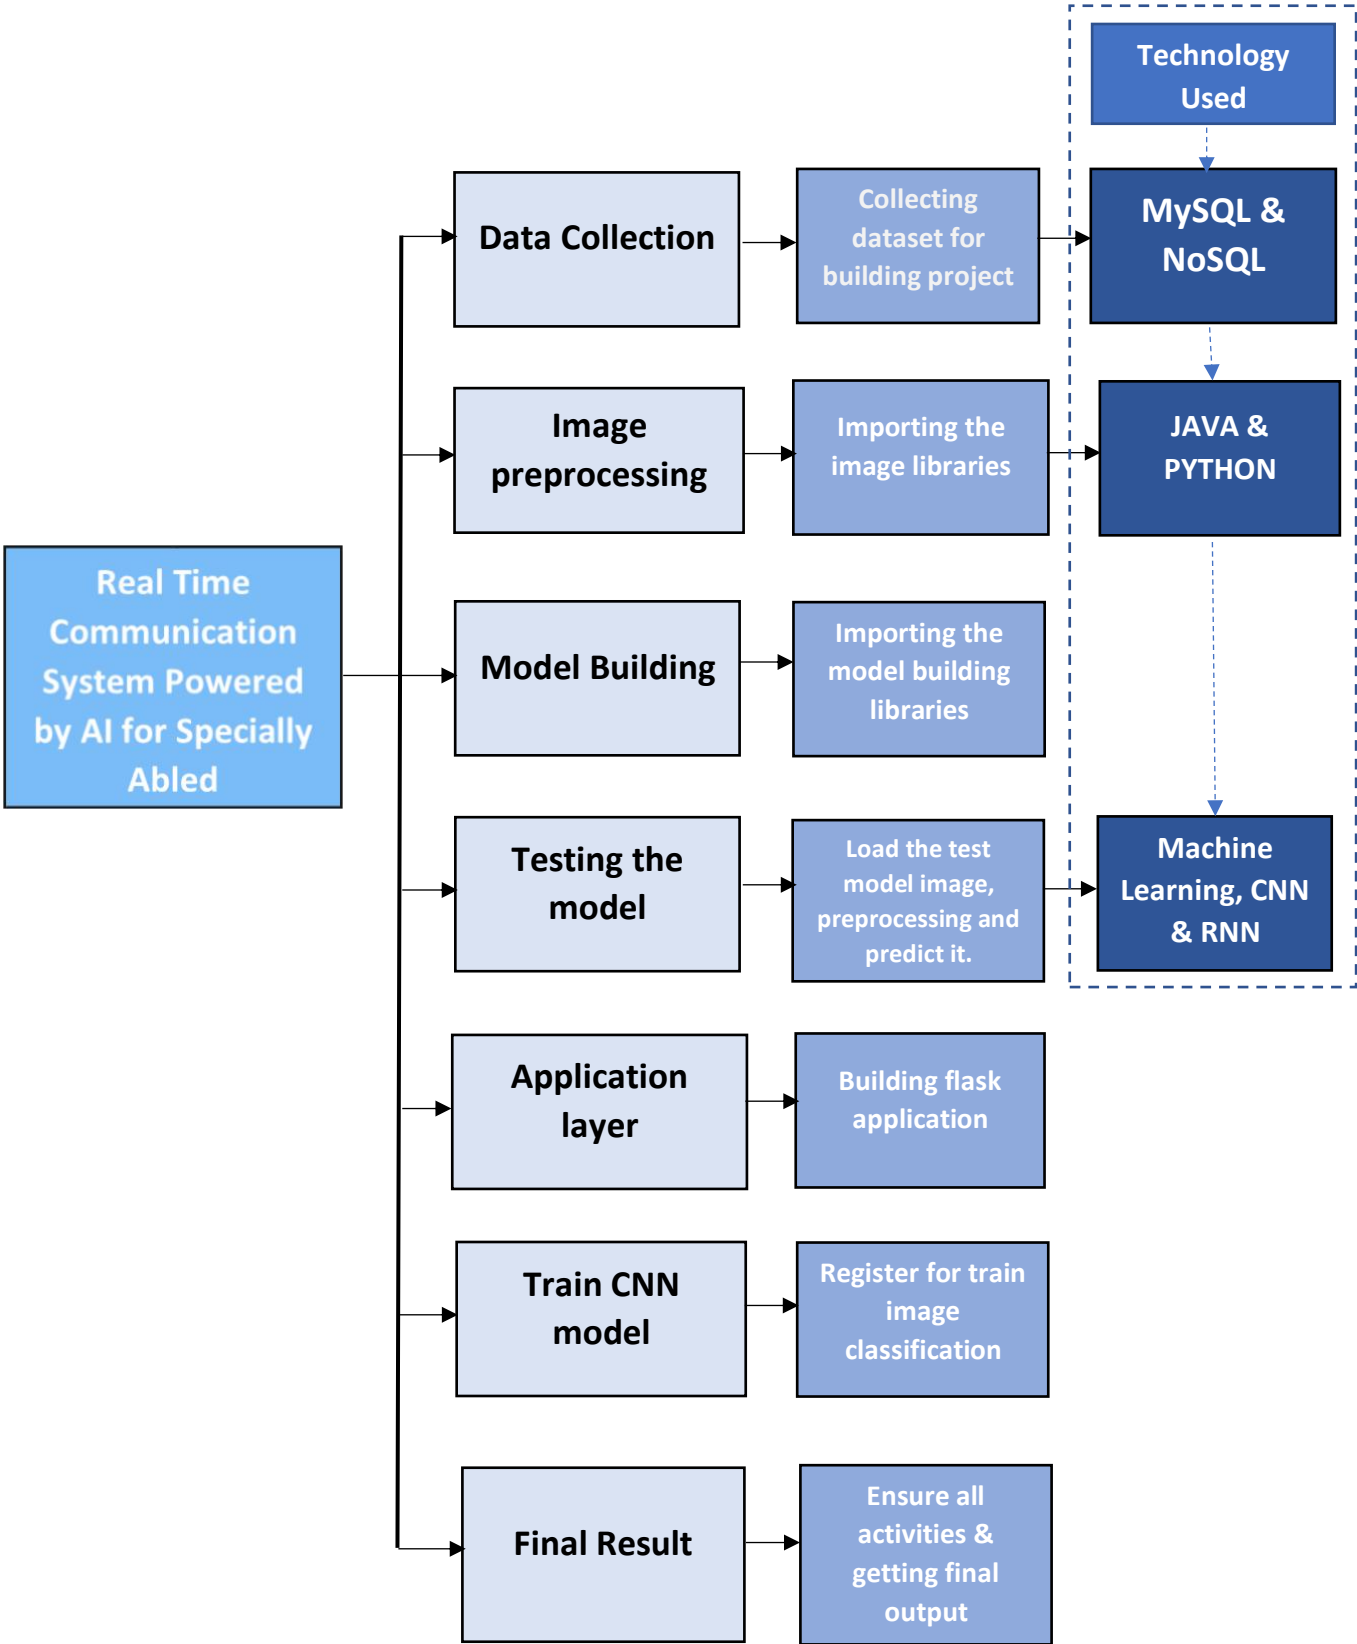 Technology
Used
Data Collection
Collecting
dataset for
building project
MySQL &
NoSQL
Image
preprocessing
Importing the
image libraries
JAVA &
PYTHON
Real Time
Communication
System Powered
by AI for Specially
Abled
Model Building
Importing the
model building
libraries
Testing the
model
Load the test
model image,
preprocessing and
predict it.
Machine
Learning, CNN
& RNN
Application
layer
Building flask
application
Train CNN
model
Register for train
image
classification
Final Result
Ensure all
activities &
getting final
output